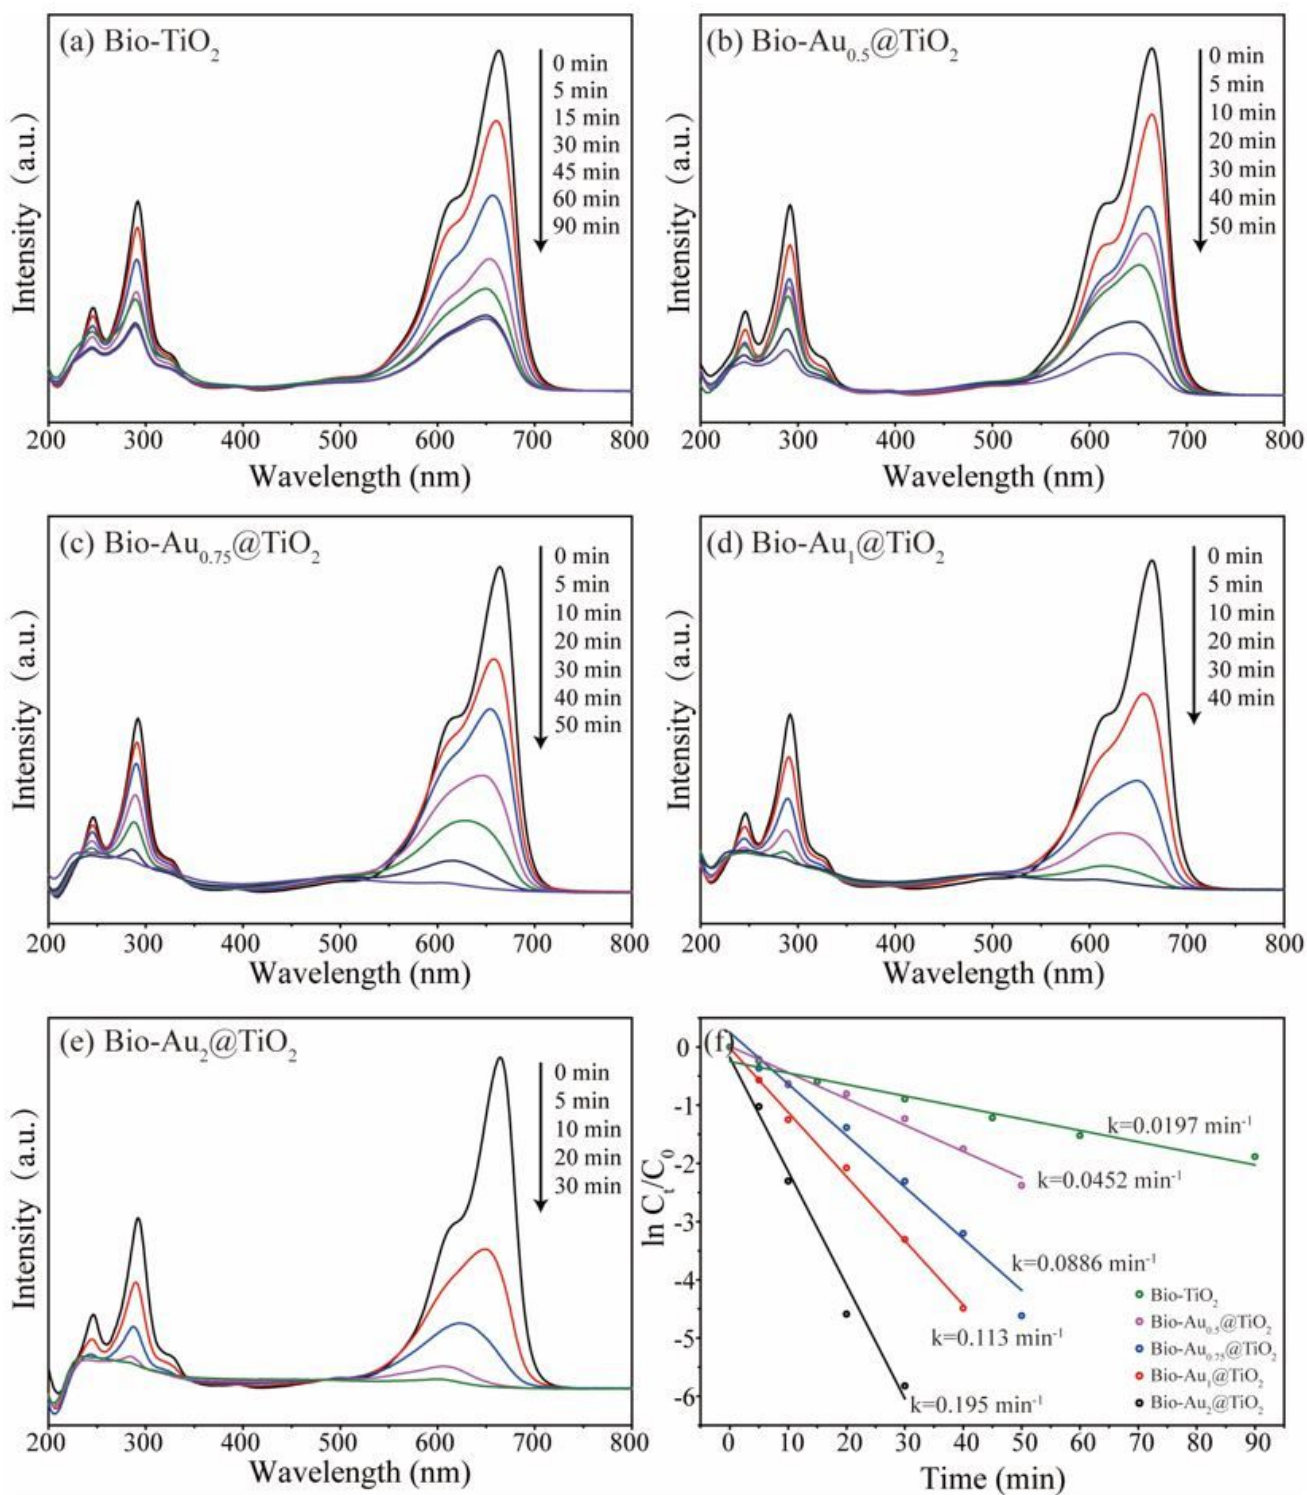 (a) Bio-TiO₂
0 min
5 min
15 min
30 min
45 min
60 min
90 min
Intensity (a.u.)
200 300 400 500 600 700 800
Wavelength (nm)
(b) Bio-Au₀.₅@TiO₂
0 min
5 min
10 min
20 min
30 min
40 min
50 min
Intensity (a.u.)
200 300 400 500 600 700 800
Wavelength (nm)
(c) Bio-Au₀.₇₅@TiO₂
0 min
5 min
10 min
20 min
30 min
40 min
50 min
Intensity (a.u.)
200 300 400 500 600 700 800
Wavelength (nm)
(d) Bio-Au₁@TiO₂
0 min
5 min
10 min
20 min
30 min
40 min
Intensity (a.u.)
200 300 400 500 600 700 800
Wavelength (nm)
(e) Bio-Au₂@TiO₂
0 min
5 min
10 min
20 min
30 min
Intensity (a.u.)
200 300 400 500 600 700 800
Wavelength (nm)
(f)
0
-1
-2
-3
-4
-5
-6
ln Cₜ/C₀
k=0.0197 min⁻¹
k=0.0452 min⁻¹
k=0.0886 min⁻¹
k=0.113 min⁻¹
k=0.195 min⁻¹
Bio-TiO₂
Bio-Au₀.₅@TiO₂
Bio-Au₀.₇₅@TiO₂
Bio-Au₁@TiO₂
Bio-Au₂@TiO₂
0 10 20 30 40 50 60 70 80 90
Time (min)